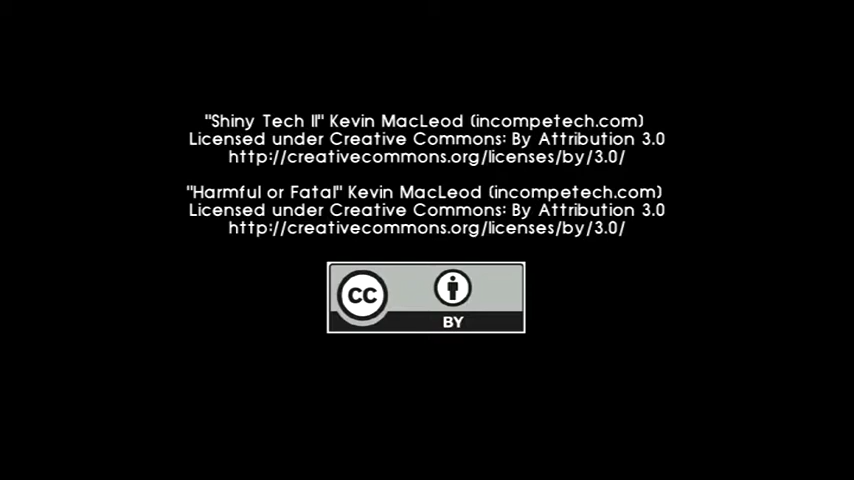 "Shiny Tech II" Kevin MacLeod (incompetech.com)
Licensed under Creative Commons: By Attribution 3.0
http://creativecommons.org/licenses/by/3.0/
"Harmful or Fatal" Kevin MacLeod (incompetech.com)
Licensed under Creative Commons: By Attribution 3.0
http://creativecommons.org/licenses/by/3.0/
CC
BY